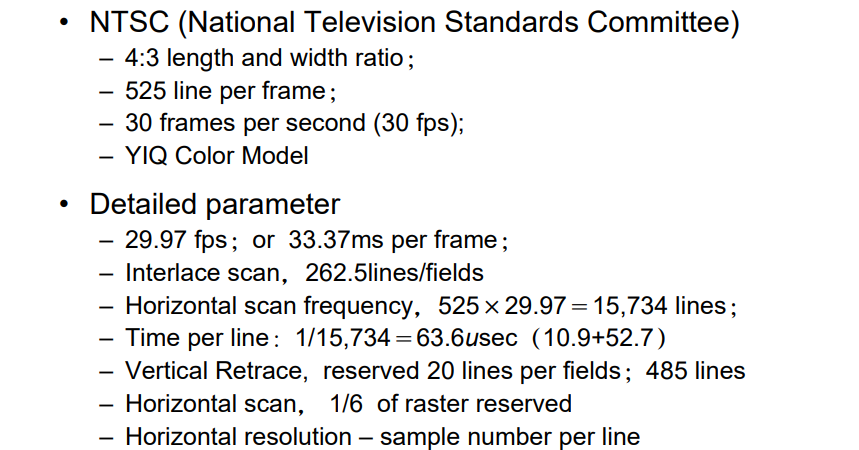 • NTSC (National Television Standards Committee)
– 4:3 length and width ratio；
– 525 line per frame；
– 30 frames per second (30 fps);
– YIQ Color Model
• Detailed parameter
– 29.97 fps；or 33.37ms per frame；
– Interlace scan，262.5lines/fields
– Horizontal scan frequency，525×29.97＝15,734 lines；
– Time per line：1/15,734＝63.6usec（10.9+52.7）
– Vertical Retrace，reserved 20 lines per fields；485 lines
– Horizontal scan， 1/6 of raster reserved
– Horizontal resolution – sample number per line